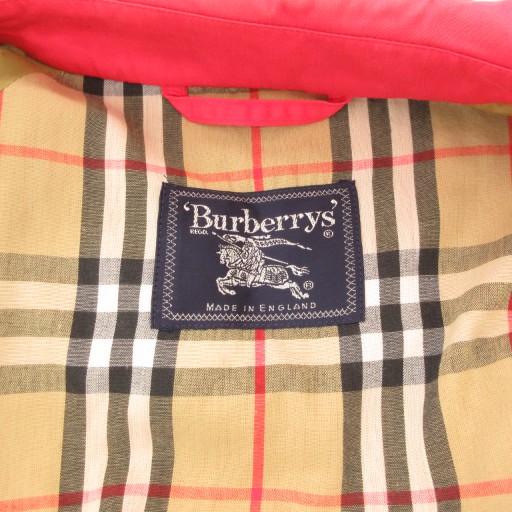 'Burberrys'
REGD. ®
®
MADE IN ENGLAND